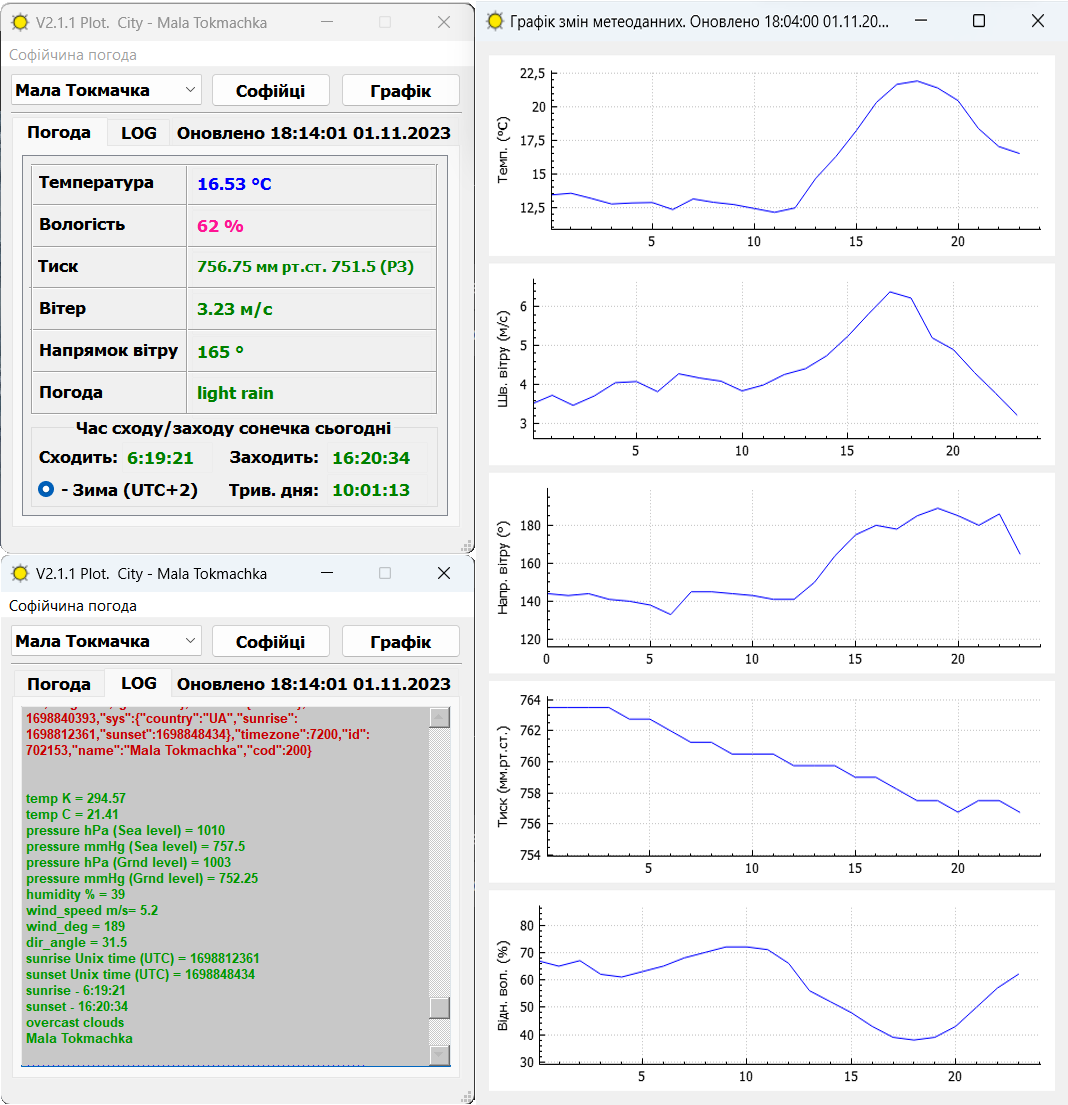 V2.1.1 Plot. City - Mala Tokmachka
Софійчина погода
Мала Токмачка
Софійці
Графік
Погода
LOG
Оновлено 18:14:01 01.11.2023
Температура 16.53 °C
Вологість 62 %
Тиск 756.75 мм рт.ст. 751.5 (РЗ)
Вітер 3.23 м/с
Напрямок вітру 165 °
Погода light rain
Час сходу/заходу сонечка сьогодні
Сходить: 6:19:21 Заходить: 16:20:34
- Зима (UTC+2) Трив. дня: 10:01:13
V2.1.1 Plot. City - Mala Tokmachka
Софійчина погода
Мала Токмачка
Софійці
Графік
Погода
LOG
Оновлено 18:14:01 01.11.2023
1698840393,"sys":{"country":"UA","sunrise":
1698812361,"sunset":1698848434},"timezone":7200,"id":
702153,"name":"Mala Tokmachka","cod":200}
temp K = 294.57
temp C = 21.41
pressure hPa (Sea level) = 1010
pressure mmHg (Sea level) = 757.5
pressure hPa (Grnd level) = 1003
pressure mmHg (Grnd level) = 752.25
humidity % = 39
wind_speed m/s= 5.2
wind_deg = 189
dir_angle = 31.5
sunrise Unix time (UTC) = 1698812361
sunset Unix time (UTC) = 1698848434
sunrise - 6:19:21
sunset - 16:20:34
overcast clouds
Mala Tokmachka
Графік змін метеоданних. Оновлено 18:04:00 01.11.20...
Темп. (°C)
22,5
20
17,5
15
12,5
5 10 15 20
Шв. вітру (м/с)
6
5
4
3
5 10 15 20
Напр. вітру (°)
180
160
140
120
0 5 10 15 20
Тиск (мм.рт.ст.)
764
762
760
758
756
754
5 10 15 20
Відн. вол. (%)
80
70
60
50
40
30
5 10 15 20